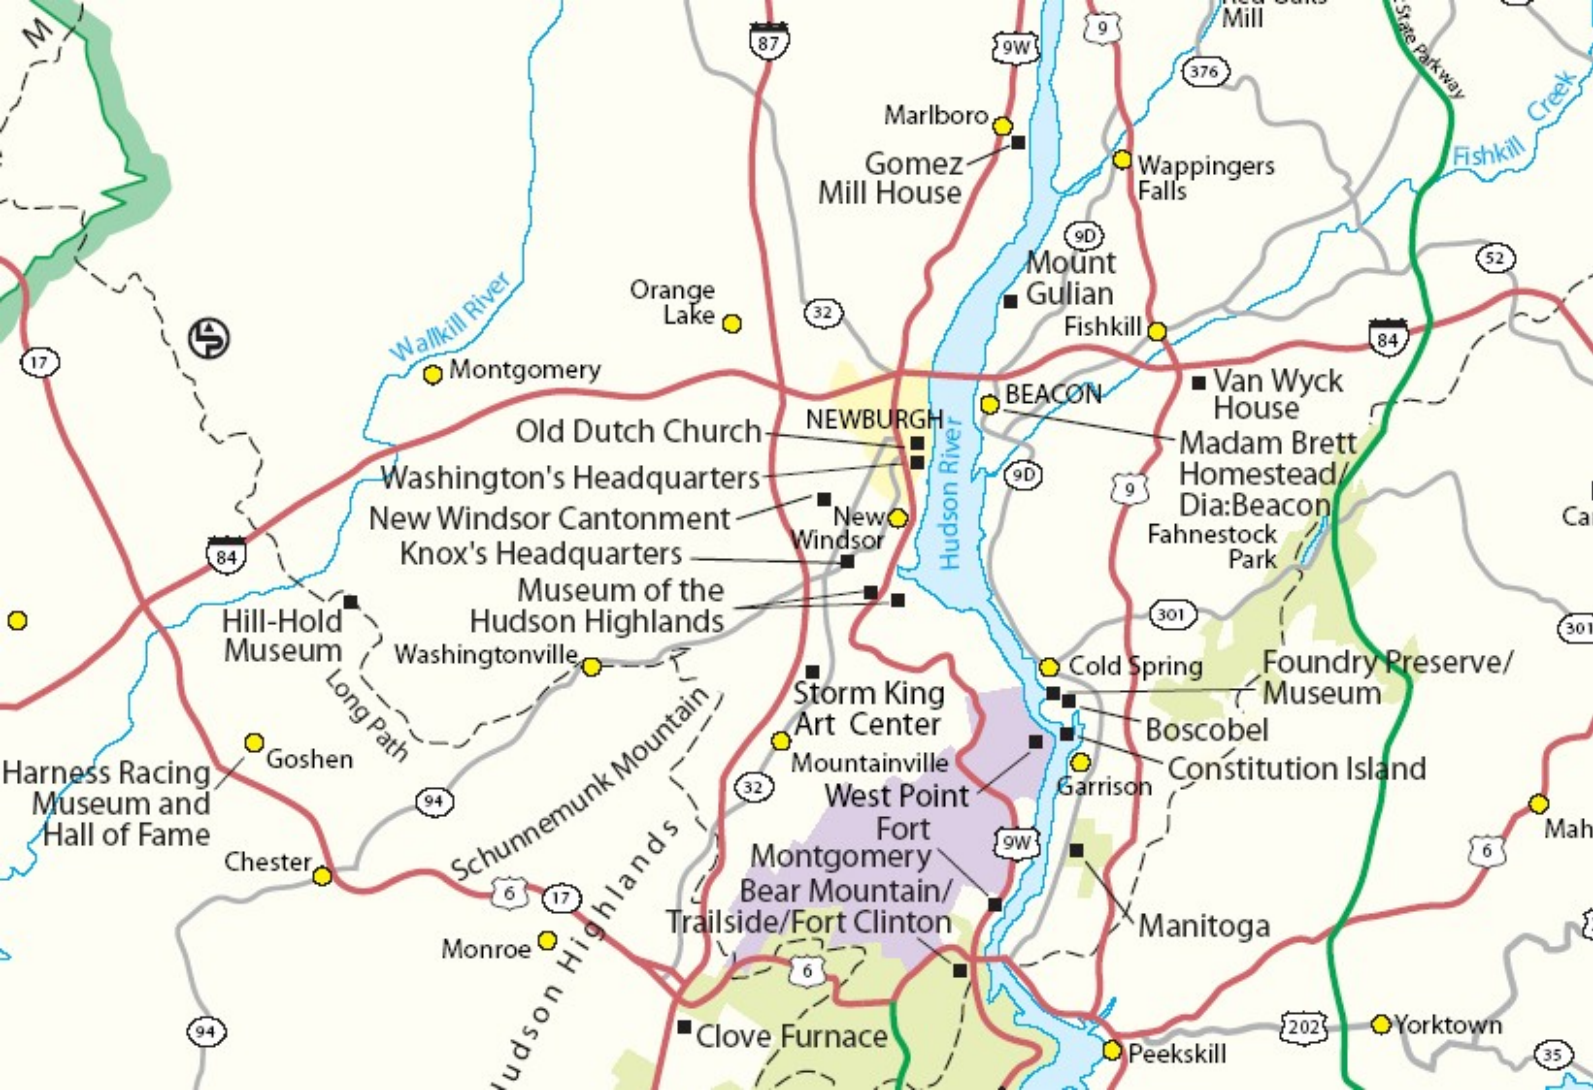 M
87
9W
9
Mill
376
State Parkway
Fishkill Creek
Marlboro
Gomez
Mill House
Wappingers
Falls
9D
Mount
Gulian
52
Orange
Lake
32
Fishkill
84
Wallkill River
17
Montgomery
NEWBURGH
BEACON
Van Wyck
House
Old Dutch Church
Washington's Headquarters
New Windsor Cantonment
Knox's Headquarters
Museum of the
Hudson Highlands
New
Windsor
Hudson River
9D
9
Madam Brett
Homestead/
Dia:Beacon
Fahnestock
Park
Ca
84
Hill-Hold
Museum
Washingtonville
Long Path
301
301
Cold Spring
Foundry Preserve/
Museum
Boscobel
Constitution Island
Garrison
Storm King
Art Center
Mountainville
West Point
Fort
Montgomery
Bear Mountain/
Trailside/Fort Clinton
32
9W
Goshen
Harness Racing
Museum and
Hall of Fame
94
Schunnemunk Mountain
Chester
6
17
Monroe
Hudson Highlands
6
Mah
6
Manitoga
94
Clove Furnace
202
Yorktown
35
Peekskill